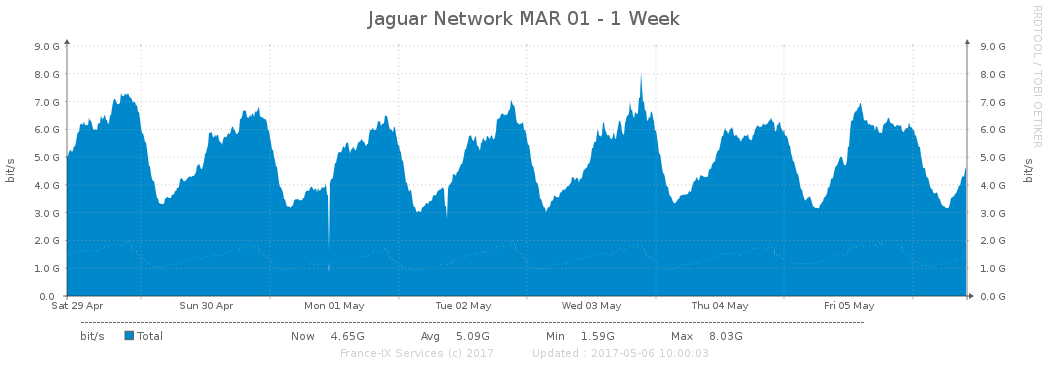 Jaguar Network MAR 01 - 1 Week
RRDTOOL / TOBI OETIKER
bit/s
9.0 G
8.0 G
7.0 G
6.0 G
5.0 G
4.0 G
3.0 G
2.0 G
1.0 G
0.0
9.0 G
8.0 G
7.0 G
6.0 G
5.0 G
4.0 G
3.0 G
2.0 G
1.0 G
0.0 G
bit/s
Sat 29 Apr Sun 30 Apr Mon 01 May Tue 02 May Wed 03 May Thu 04 May Fri 05 May
bit/s Total Now 4.65G Avg 5.09G Min 1.59G Max 8.03G
France-IX Services (c) 2017 Updated : 2017-05-06 10:00:03